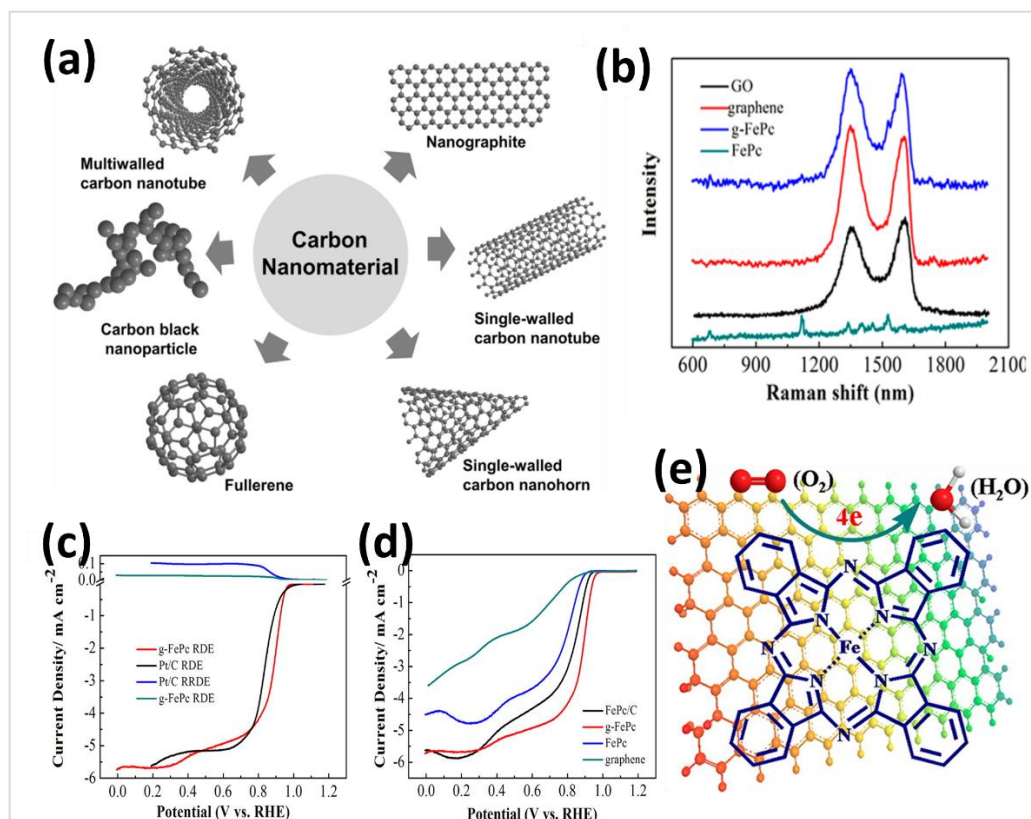 (a)
Multiwalled
carbon nanotube
Nanographite
Carbon
Nanomaterial
Carbon black
nanoparticle
Single-walled
carbon nanotube
Fullerene
Single-walled
carbon nanohorn
(b)
GO
graphene
g-FePc
FePc
Intensity
600 900 1200 1500 1800 2100
Raman shift (nm)
(c)
0.1
0.0
-1
-2
-3
-4
-5
-6
g-FePc RDE
Pt/C RDE
Pt/C RRDE
g-FePc RDE
Current Density/ mA cm⁻²
0.0 0.2 0.4 0.6 0.8 1.0 1.2
Potential (V vs. RHE)
(d)
0
-1
-2
-3
-4
-5
-6
FePc/C
g-FePc
FePc
graphene
Current Density/ mA cm⁻²
0.0 0.2 0.4 0.6 0.8 1.0 1.2
Potential (V vs. RHE)
(e)
(O₂)
4e
(H₂O)
N
N N
N Fe N
N N
N